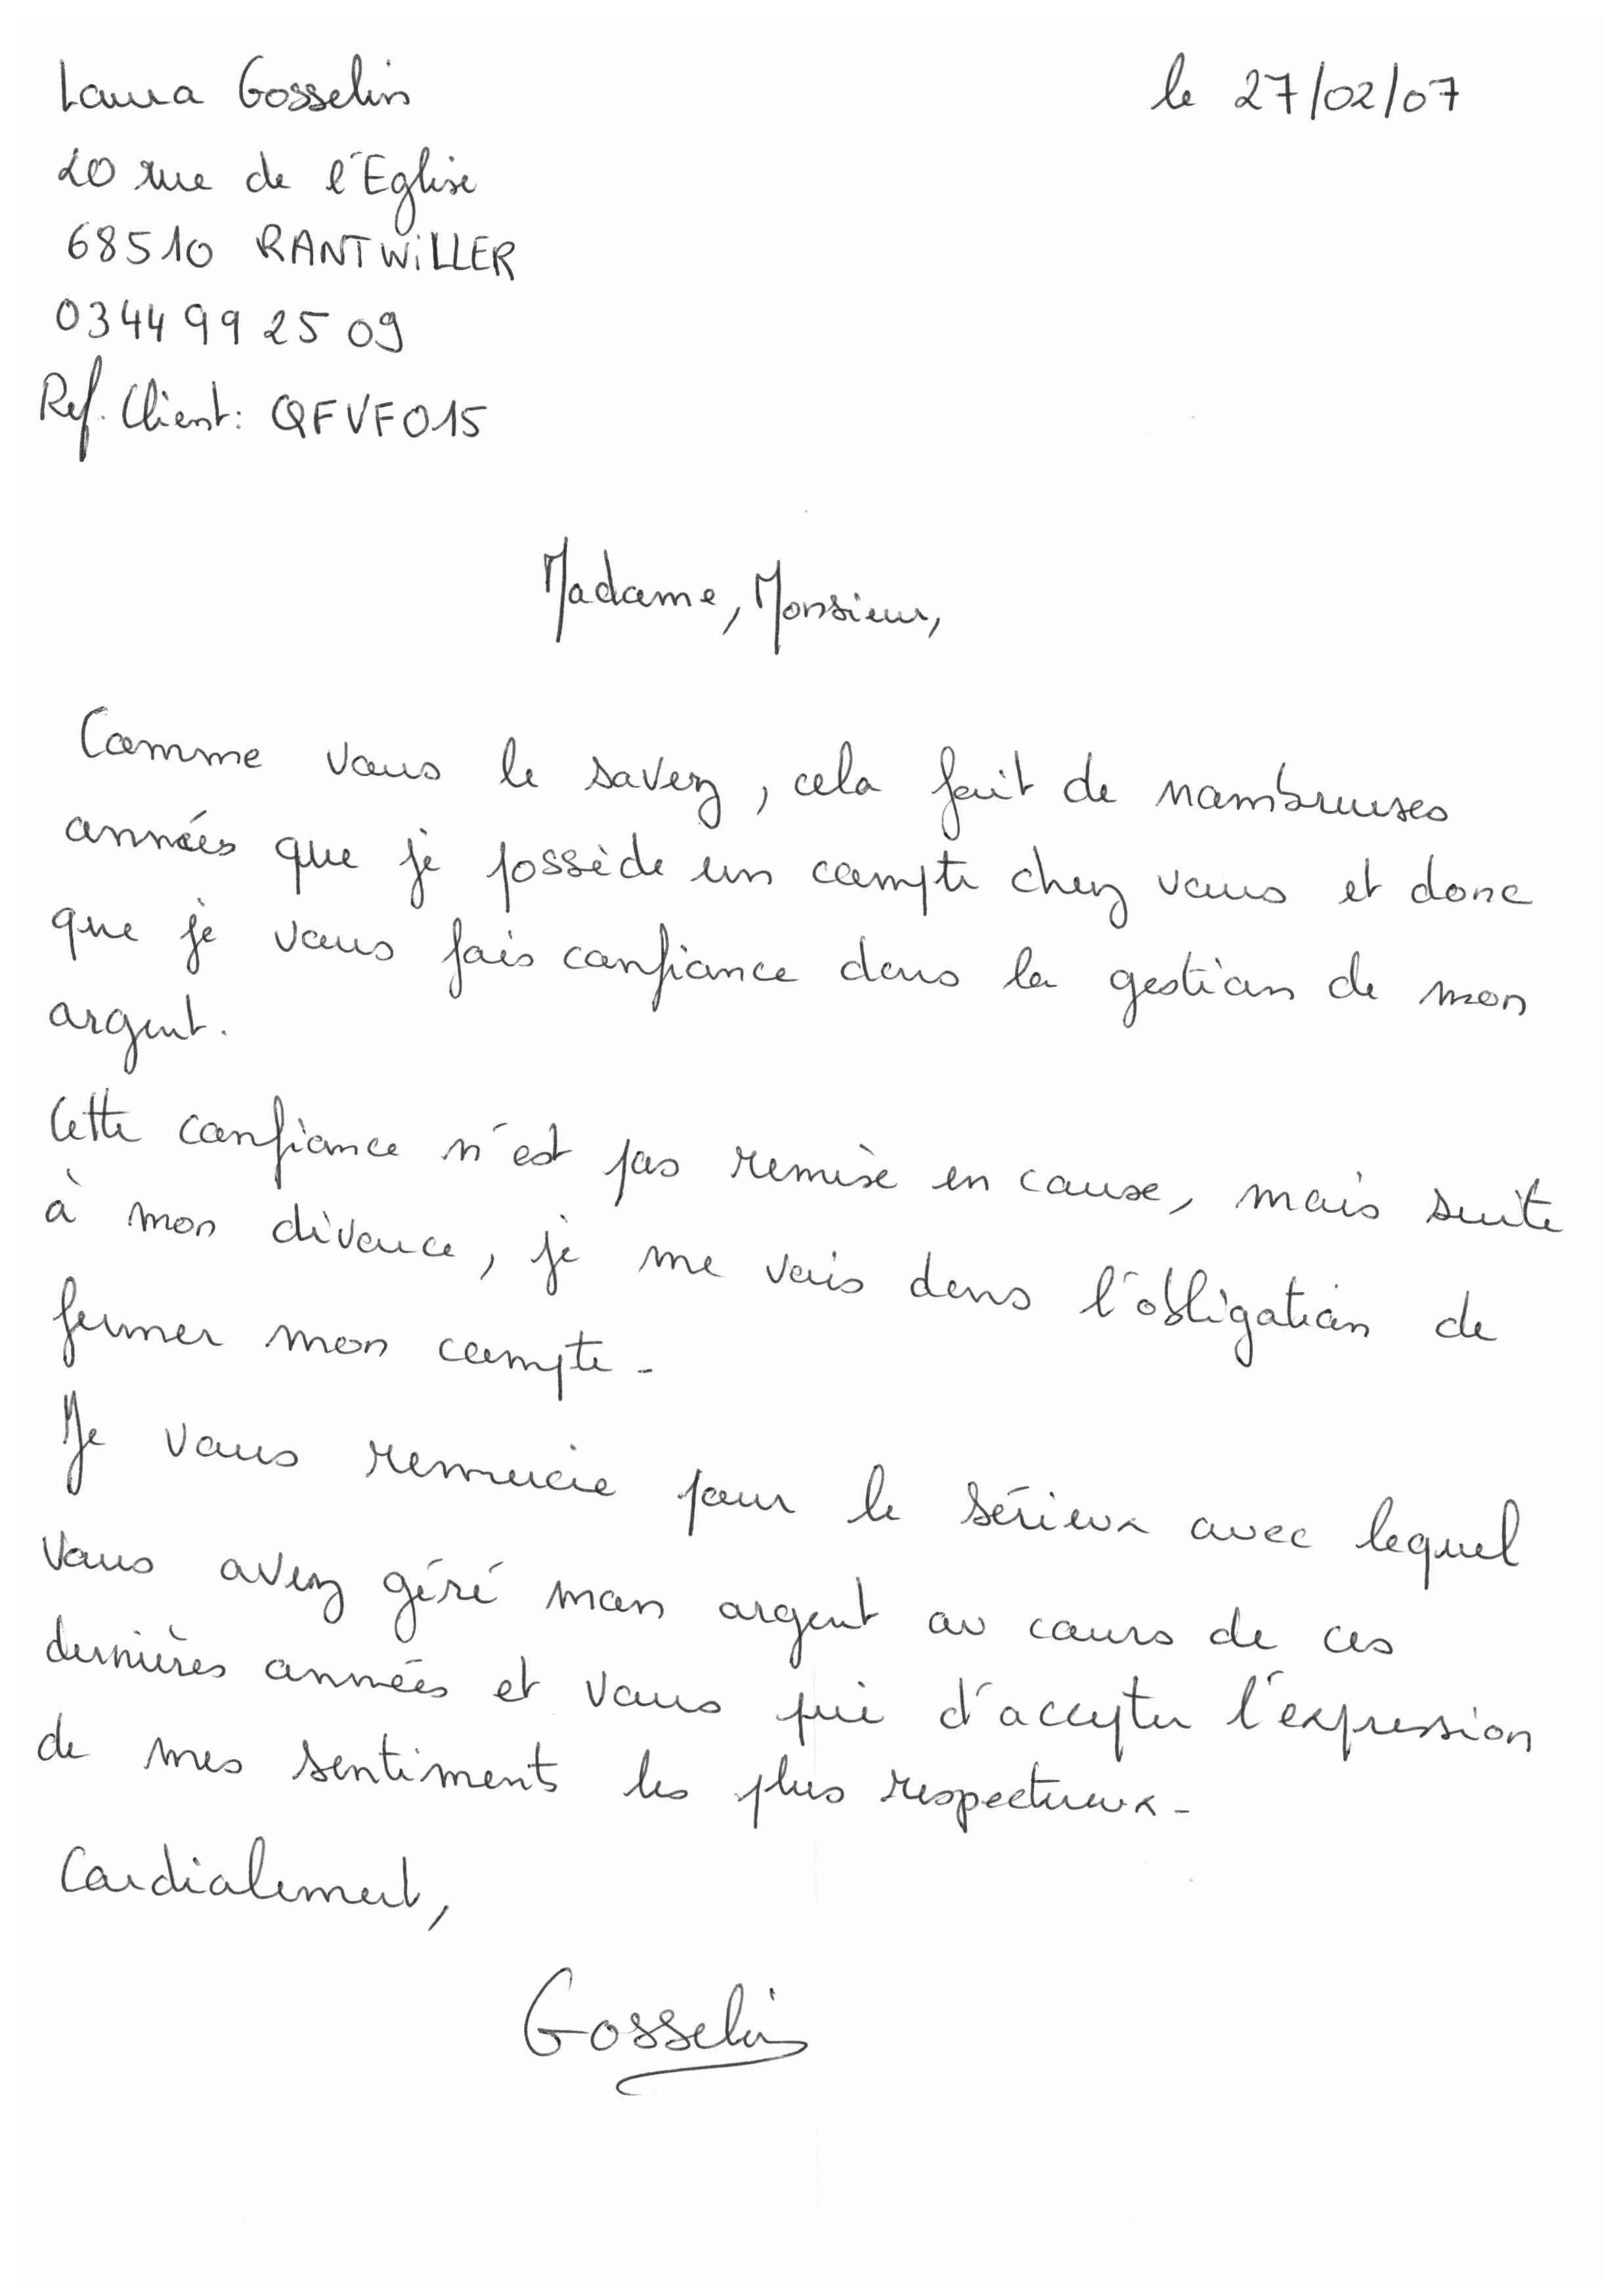 Laura Gosselin
le 27/02/07
20 rue de l'Eglise
68510 RANTWILLER
03 44 99 25 09
Ref. Client: QFVF015
Madame, Monsieur,
Comme vous le savez, cela fait de nombreuses
années que je possède un compte chez vous et donc
que je vous fais confiance dans la gestion de mon
argent.
Cette confiance n'est pas remise en cause, mais suite
à mon divorce, je me vois dans l'obligation de
fermer mon compte.
Je vous remercie pour le sérieux avec lequel
vous avez géré mon argent au cours de ces
dernières années et vous prie d'accepter l'expression
de mes sentiments les plus respectueux.
Cordialement,
Gosselin